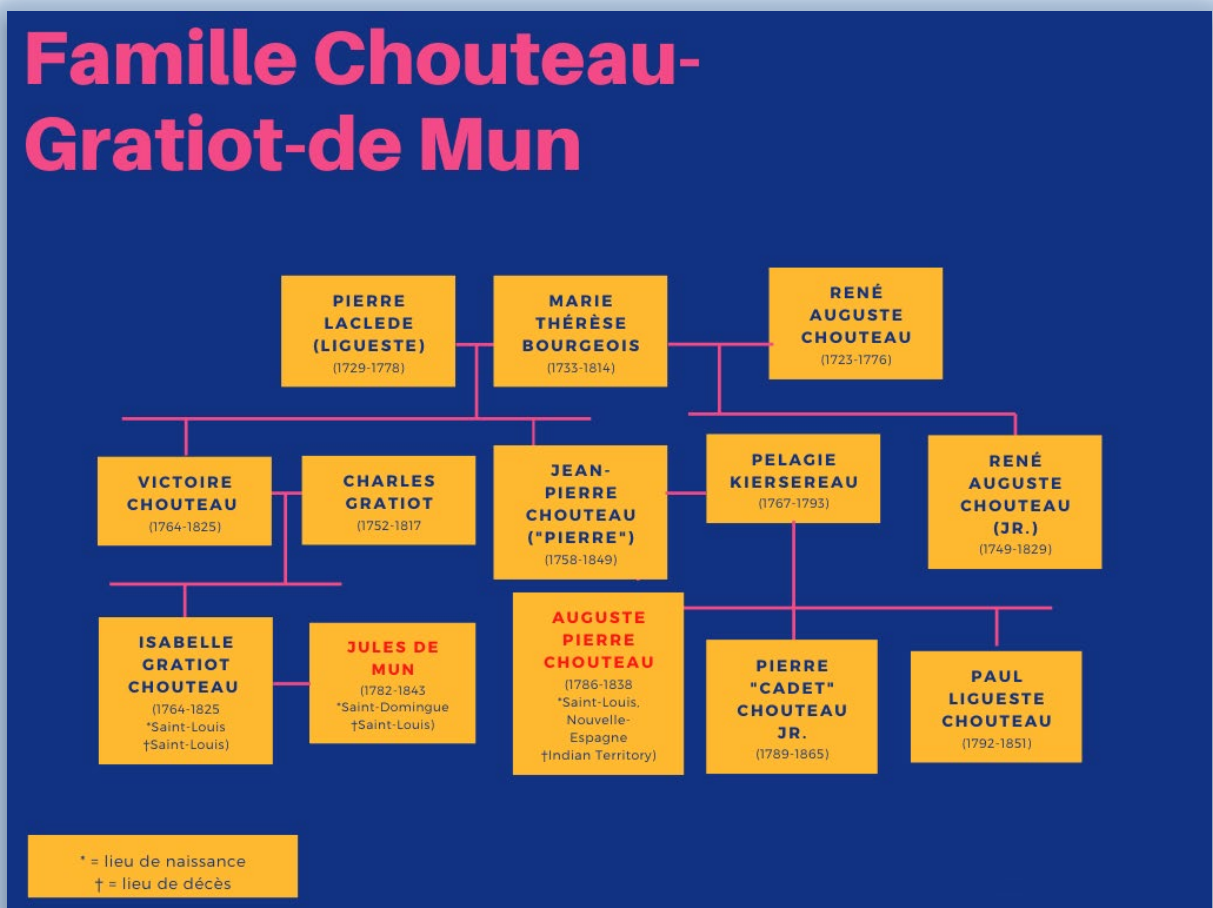 Famille Chouteau-
Gratiot-de Mun
PIERRE
LACLEDE
(LIGUESTE)
(1729-1778)
MARIE
THÉRÈSE
BOURGEOIS
(1733-1814)
RENÉ
AUGUSTE
CHOUTEAU
(1723-1776)
VICTOIRE
CHOUTEAU
(1764-1825)
CHARLES
GRATIOT
(1752-1817
JEAN-
PIERRE
CHOUTEAU
("PIERRE")
(1758-1849)
PELAGIE
KIERSEREAU
(1767-1793)
RENÉ
AUGUSTE
CHOUTEAU
(JR.)
(1749-1829)
ISABELLE
GRATIOT
CHOUTEAU
(1764-1825
*Saint-Louis
†Saint-Louis)
JULES DE
MUN
(1782-1843
*Saint-Domingue
†Saint-Louis)
AUGUSTE
PIERRE
CHOUTEAU
(1786-1838
*Saint-Louis,
Nouvelle-
Espagne
†Indian Territory)
PIERRE
"CADET"
CHOUTEAU
JR.
(1789-1865)
PAUL
LIGUESTE
CHOUTEAU
(1792-1851)
* = lieu de naissance
† = lieu de décès